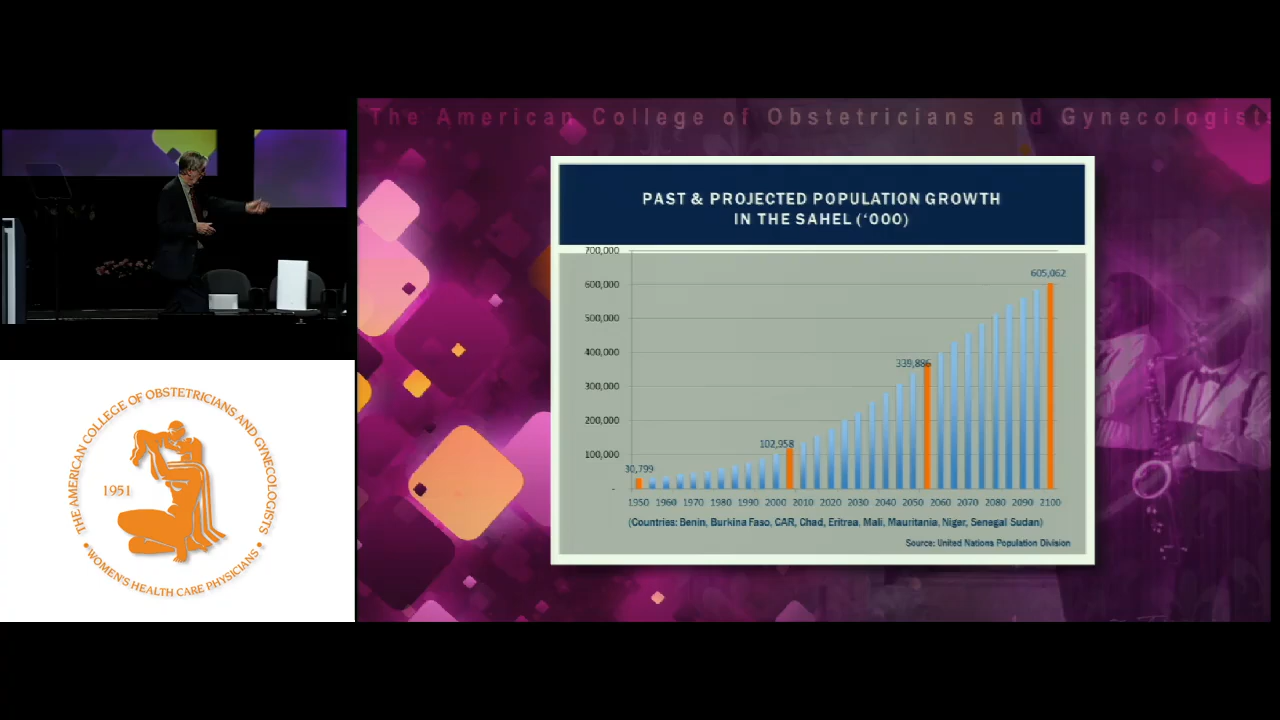 The American College of Obstetricians and Gynecologists
PAST & PROJECTED POPULATION GROWTH
IN THE SAHEL (‘000)
700,000
605,062
600,000
500,000
400,000
339,886
300,000
200,000
102,958
100,000
30,799
-
1950 1960 1970 1980 1990 2000 2010 2020 2030 2040 2050 2060 2070 2080 2090 2100
(Countries: Benin, Burkina Faso, CAR, Chad, Eritrea, Mali, Mauritania, Niger, Senegal Sudan)
Source: United Nations Population Division
THE AMERICAN COLLEGE OF OBSTETRICIANS AND GYNECOLOGISTS
1951
• WOMEN'S HEALTH CARE PHYSICIANS •